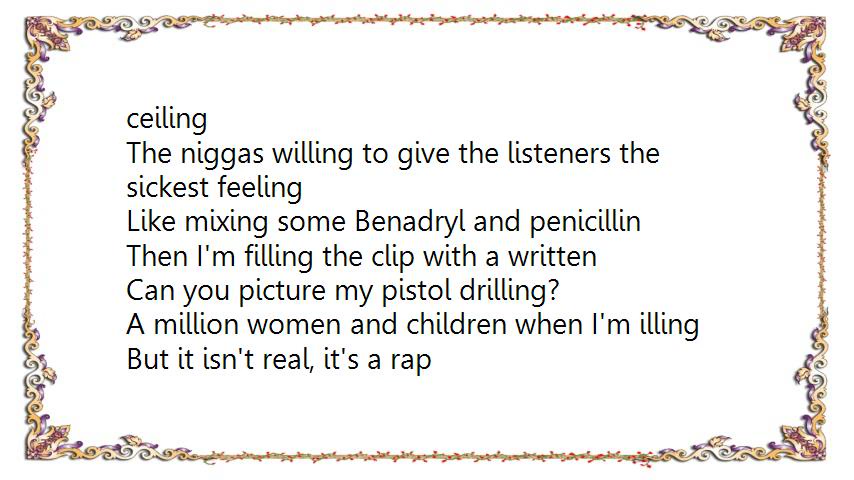 ceiling
The niggas willing to give the listeners the
sickest feeling
Like mixing some Benadryl and penicillin
Then I'm filling the clip with a written
Can you picture my pistol drilling?
A million women and children when I'm illing
But it isn't real, it's a rap